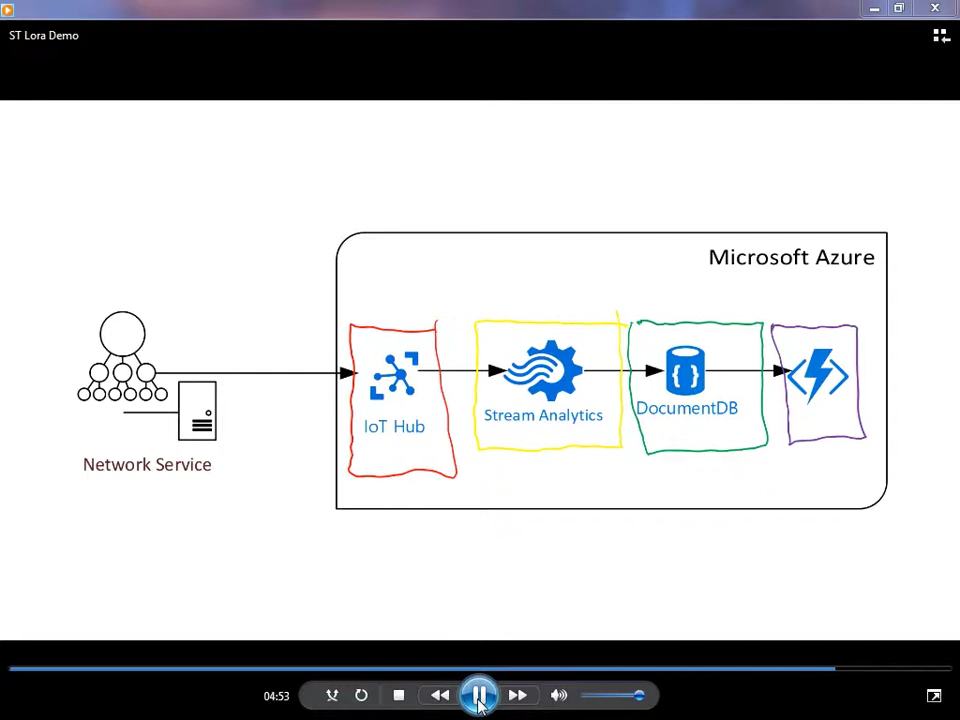 ST Lora Demo
Microsoft Azure
IoT Hub
Stream Analytics
DocumentDB
Network Service
04:53